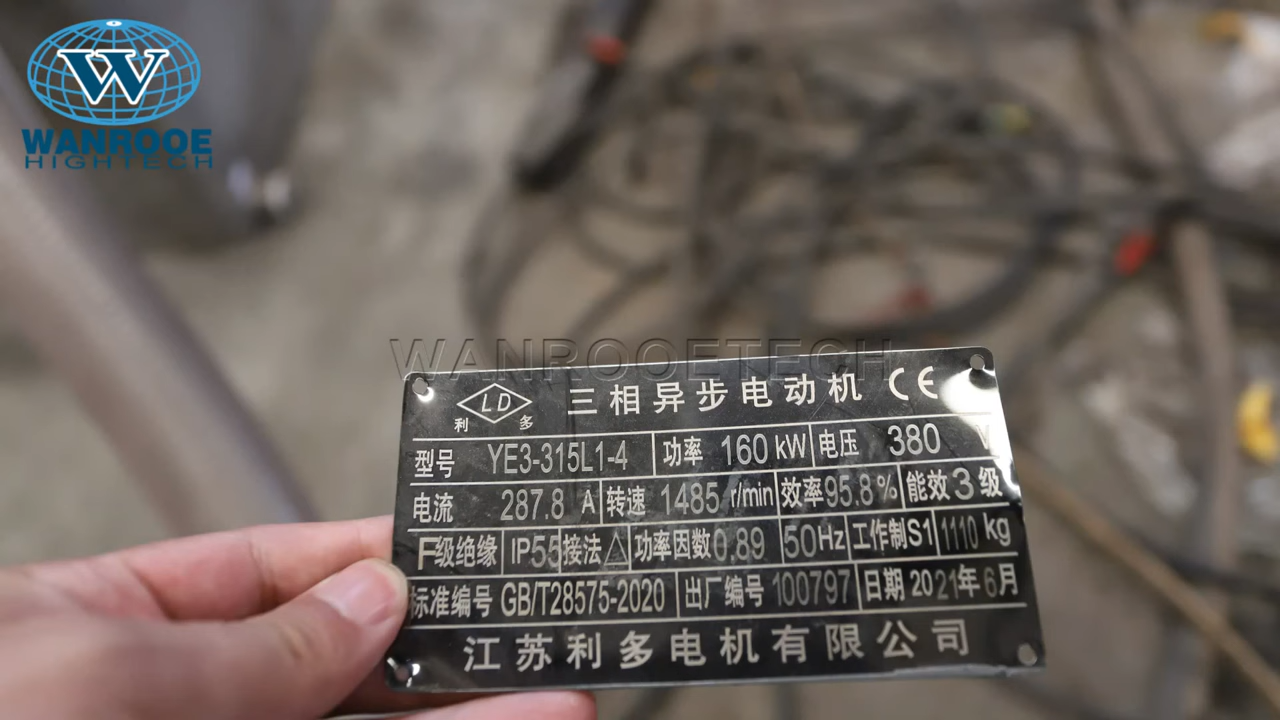 W
WANROOE
HIGHTECH
WANROOETECH
LD
利 多
三相异步电动机 CE
型号 YE3-315L1-4 功率 160 kW 电压 380 V
电流 287.8 A 转速 1485 r/min 效率 95.8 % 能效 3 级
F级绝缘 IP55 接法 △ 功率因数 0.89 50Hz 工作制S1 1110 kg
标准编号 GB/T28575-2020 出厂编号 100797 日期 2021年6月
江苏利多电机有限公司